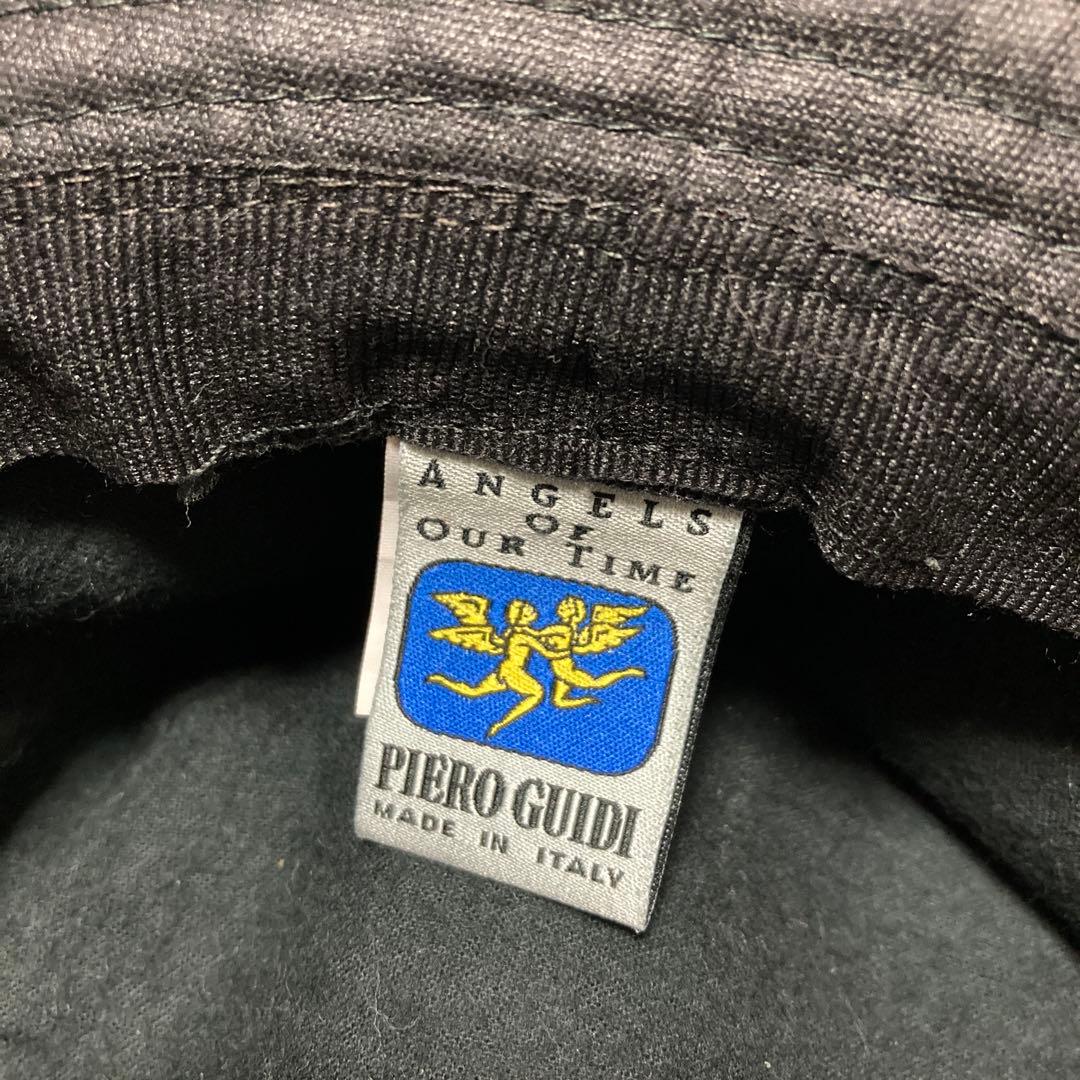 ANGELS
OF
OUR TIME
PIERO GUIDI
MADE IN ITALY